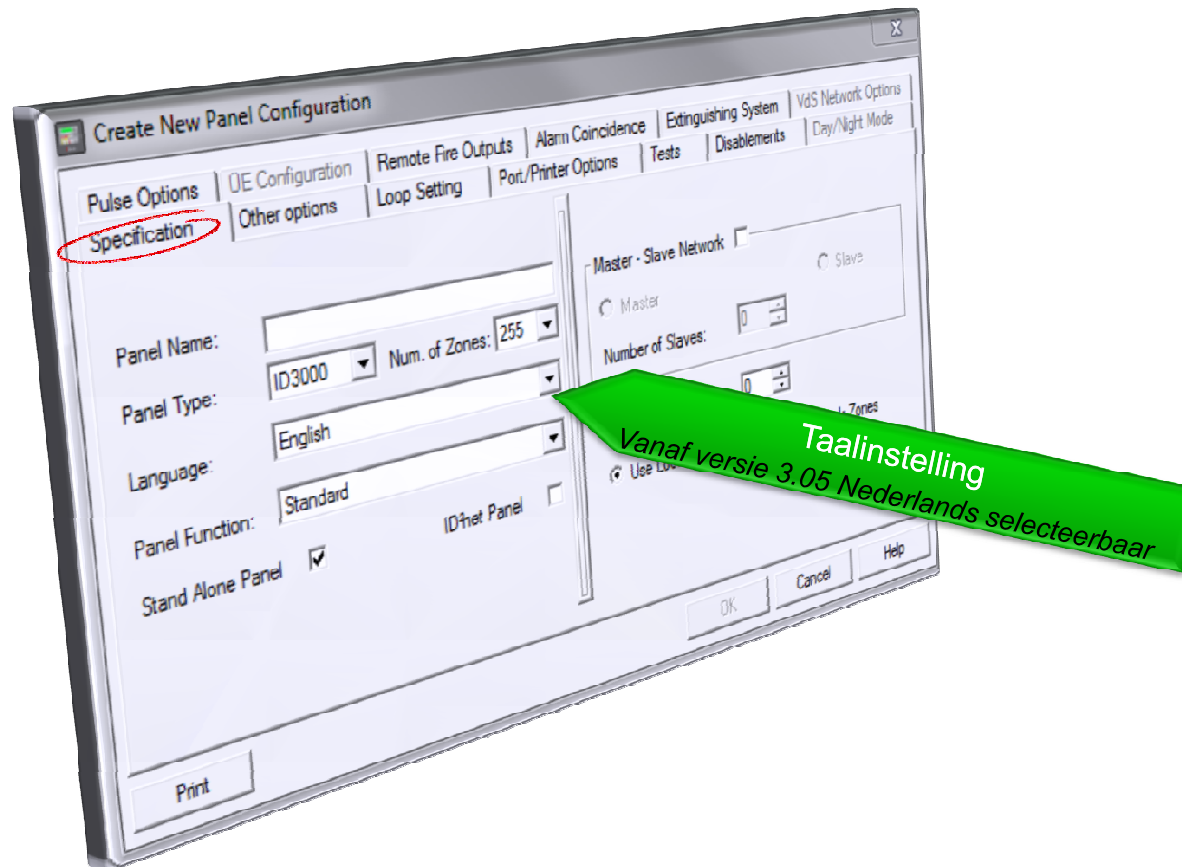 Create New Panel Configuration
Pulse Options
UE Configuration
Remote Fire Outputs
Alarm Coincidence
Extinguishing System
VdS Network Options
Specification
Other options
Loop Setting
Port/Printer Options
Tests
Disablements
Day/Night Mode
Panel Name:
Panel Type:
ID3000
Num. of Zones:
255
Language:
English
Panel Function:
Standard
Stand Alone Panel
ID²net Panel
Master - Slave Network
Master
Slave
Number of Slaves:
0
0
Zones
Use
Taalinstelling
Vanaf versie 3.05 Nederlands selecteerbaar
OK
Cancel
Help
Print